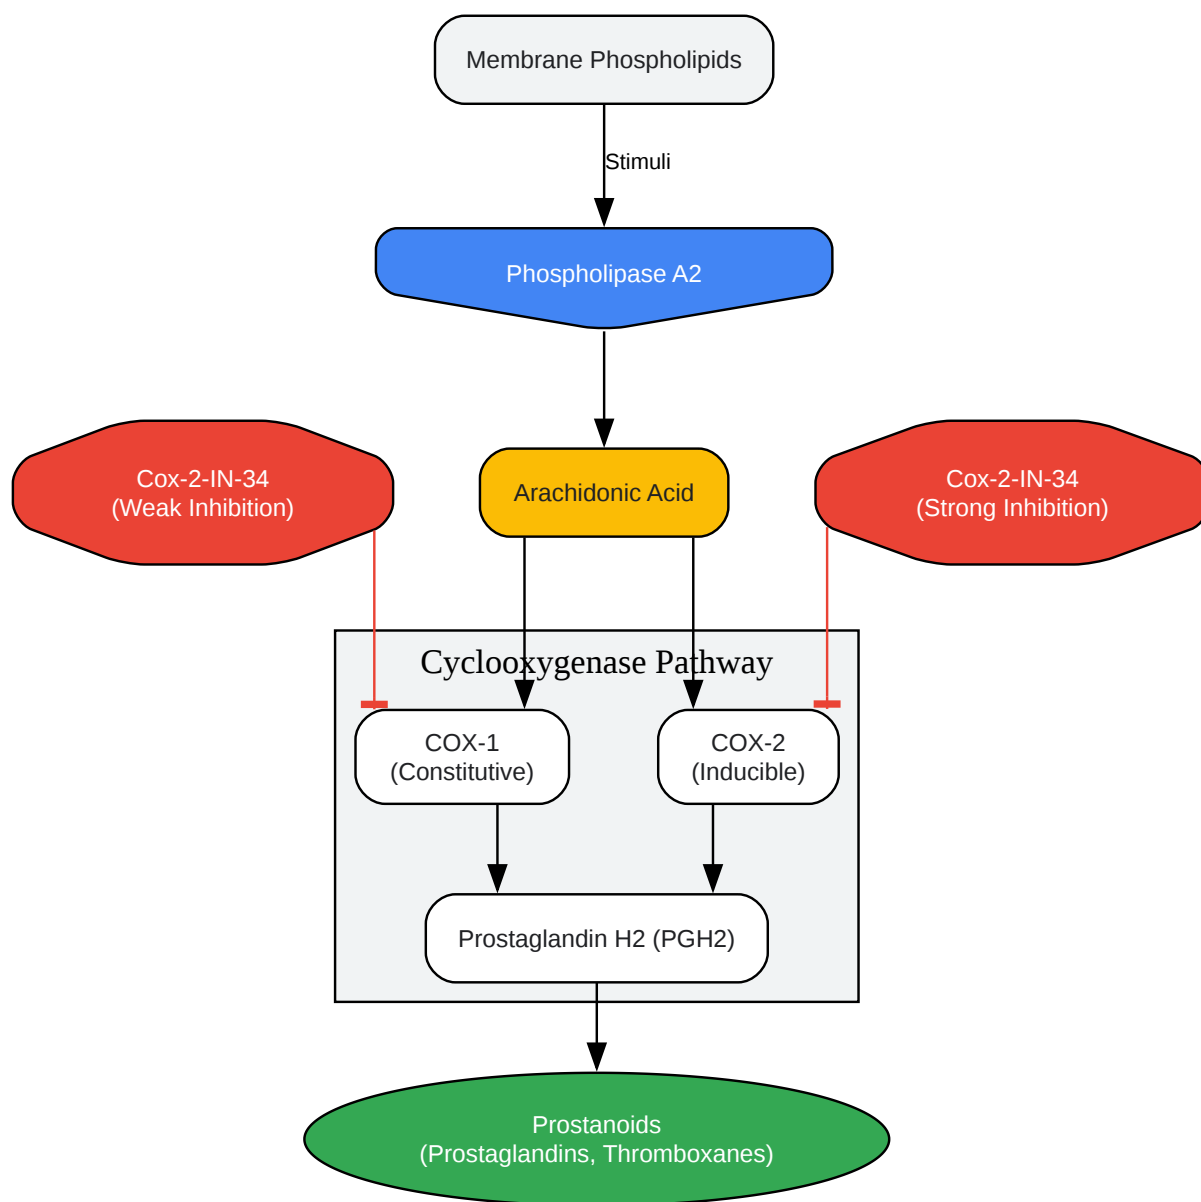 Membrane Phospholipids
Stimuli
Phospholipase A2
Cox-2-IN-34
(Weak Inhibition)
Arachidonic Acid
Cox-2-IN-34
(Strong Inhibition)
Cyclooxygenase Pathway
COX-1
(Constitutive)
COX-2
(Inducible)
Prostaglandin H2 (PGH2)
Prostanoids
(Prostaglandins, Thromboxanes)